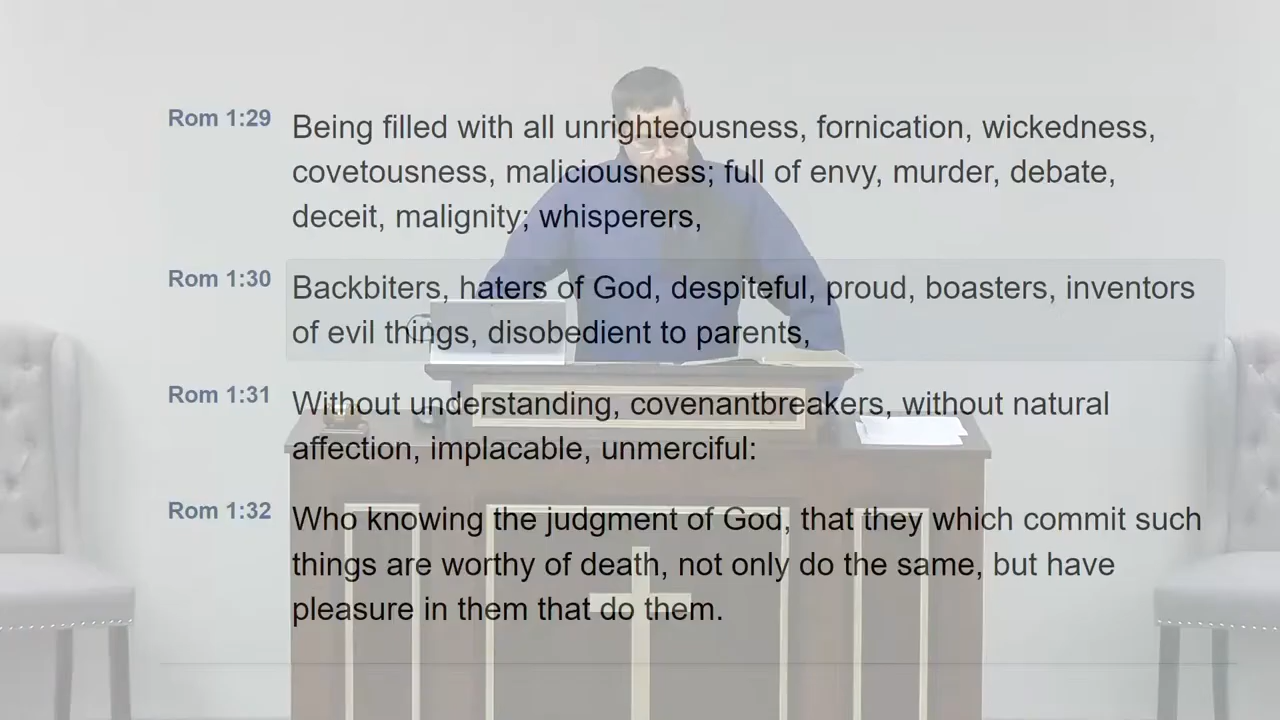 Rom 1:29 Being filled with all unrighteousness, fornication, wickedness,
covetousness, maliciousness; full of envy, murder, debate,
deceit, malignity; whisperers,
Rom 1:30 Backbiters, haters of God, despiteful, proud, boasters, inventors
of evil things, disobedient to parents,
Rom 1:31 Without understanding, covenantbreakers, without natural
affection, implacable, unmerciful:
Rom 1:32 Who knowing the judgment of God, that they which commit such
things are worthy of death, not only do the same, but have
pleasure in them that do them.